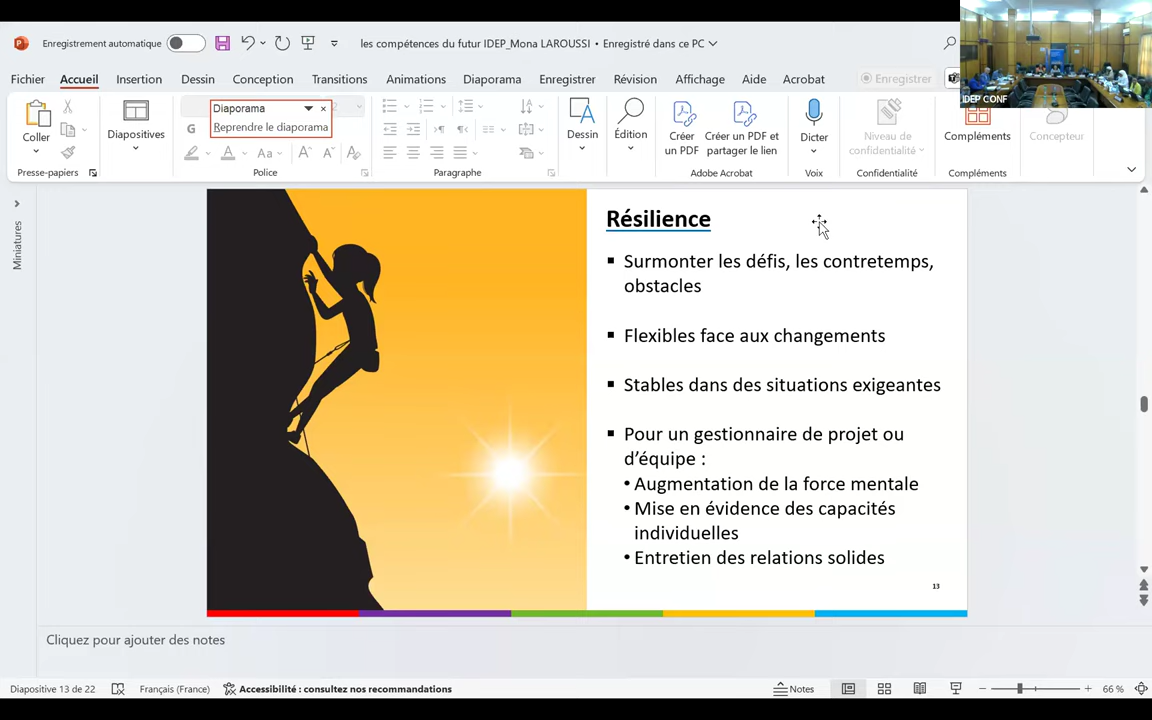 Enregistrement automatique
les compétences du futur IDEP_Mona LAROUSSI • Enregistré dans ce PC
IDEP CONF
Fichier Accueil Insertion Dessin Conception Transitions Animations Diaporama Enregistrer Révision Affichage Aide Acrobat Enregistrer
Coller
Presse-papiers
Diapositives
Diaporama
Reprendre le diaporama
G
Aa
Police
Paragraphe
Dessin
Édition
Créer un PDF
Créer un PDF et partager le lien
Adobe Acrobat
Dicter
Voix
Niveau de confidentialité
Confidentialité
Compléments
Compléments
Concepteur
Miniatures
Résilience
▪ Surmonter les défis, les contretemps,
obstacles
▪ Flexibles face aux changements
▪ Stables dans des situations exigeantes
▪ Pour un gestionnaire de projet ou
d’équipe :
• Augmentation de la force mentale
• Mise en évidence des capacités
individuelles
• Entretien des relations solides
13
Cliquez pour ajouter des notes
Diapositive 13 de 22 Français (France) Accessibilité : consultez nos recommandations Notes 66 %